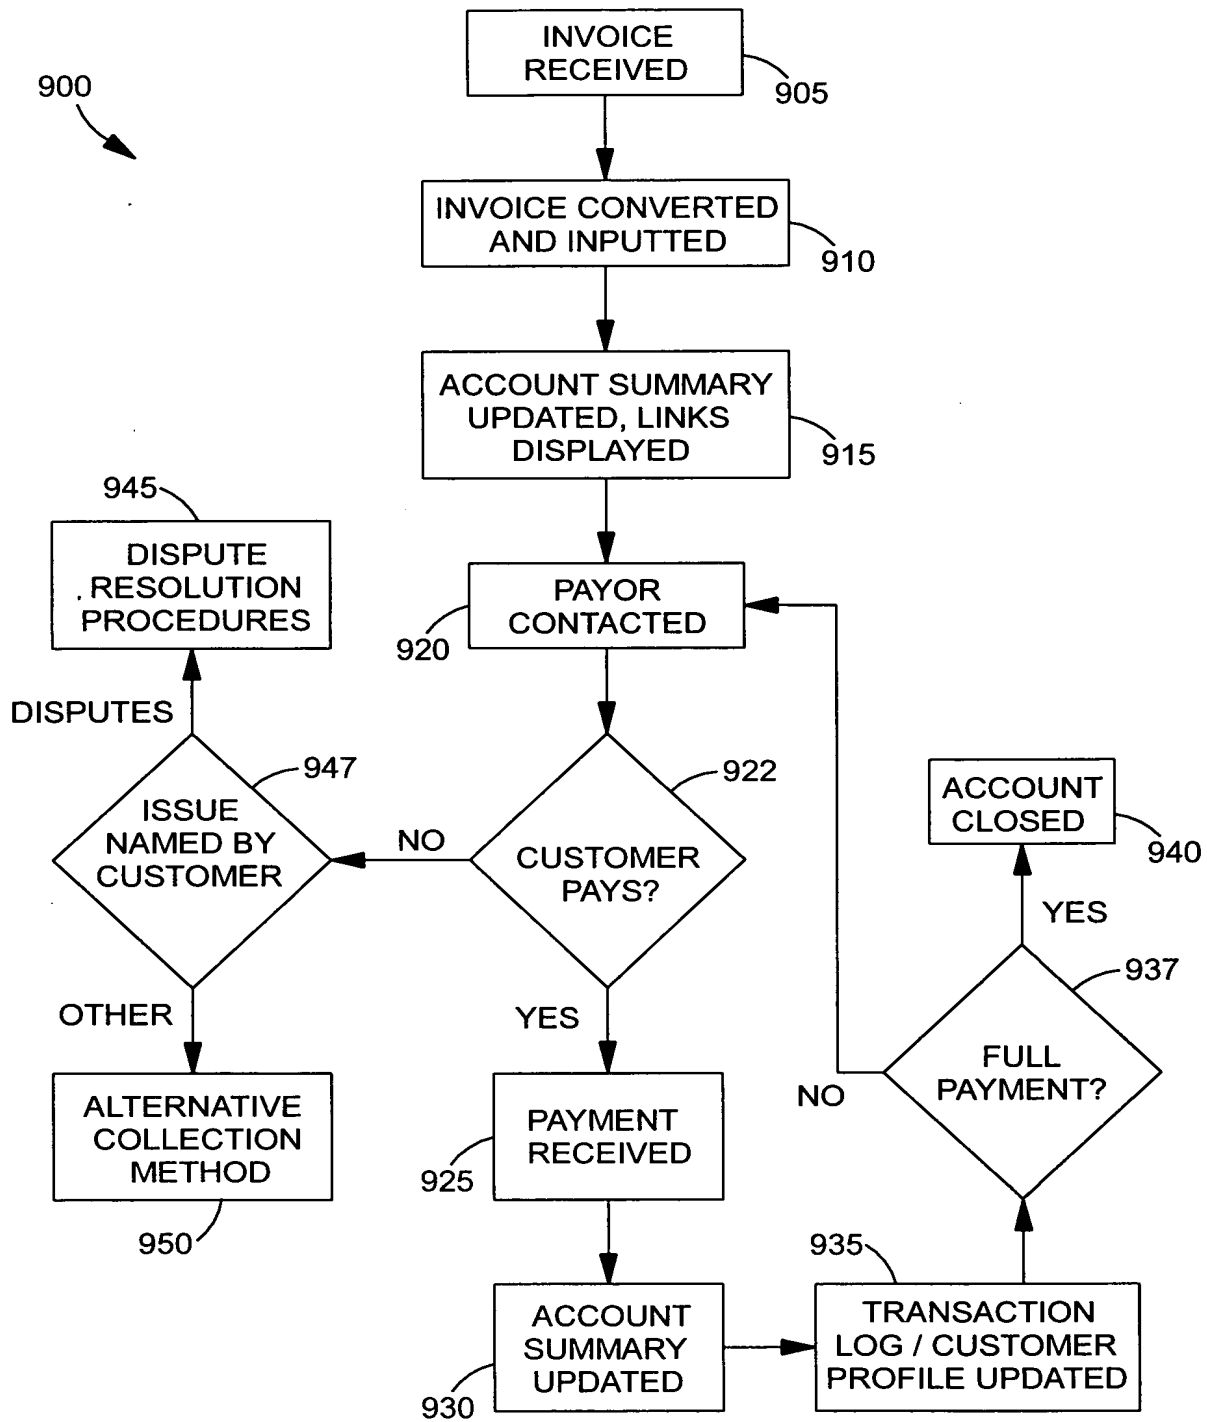 INVOICE
RECEIVED
905
900
INVOICE CONVERTED
AND INPUTTED
910
ACCOUNT SUMMARY
UPDATED, LINKS
DISPLAYED
915
945
DISPUTE
RESOLUTION
PROCEDURES
PAYOR
CONTACTED
920
DISPUTES
947
ISSUE
NAMED BY
CUSTOMER
NO
922
CUSTOMER
PAYS?
ACCOUNT
CLOSED
940
YES
937
FULL
PAYMENT?
NO
OTHER
YES
ALTERNATIVE
COLLECTION
METHOD
950
PAYMENT
RECEIVED
925
935
ACCOUNT
SUMMARY
UPDATED
930
TRANSACTION
LOG / CUSTOMER
PROFILE UPDATED